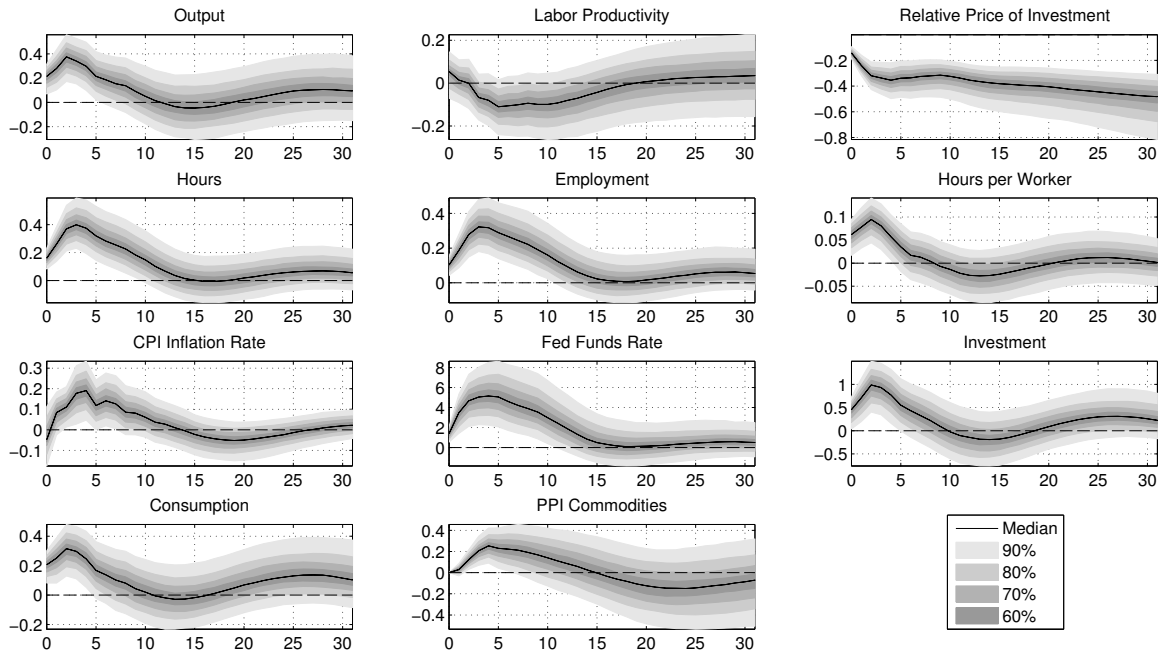 Output
Labor Productivity
Relative Price of Investment
0.4
0.2
0
−0.2
0 5 10 15 20 25 30
0.2
0
−0.2
0 5 10 15 20 25 30
−0.2
−0.4
−0.6
−0.8
0 5 10 15 20 25 30
Hours
Employment
Hours per Worker
0.4
0.2
0
0 5 10 15 20 25 30
0.4
0.2
0
0 5 10 15 20 25 30
0.1
0.05
0
−0.05
0 5 10 15 20 25 30
CPI Inflation Rate
Fed Funds Rate
Investment
0.3
0.2
0.1
0
−0.1
0 5 10 15 20 25 30
8
6
4
2
0
0 5 10 15 20 25 30
1
0.5
0
−0.5
0 5 10 15 20 25 30
Consumption
PPI Commodities
0.4
0.2
0
−0.2
0 5 10 15 20 25 30
0.4
0.2
0
−0.2
−0.4
0 5 10 15 20 25 30
Median
90%
80%
70%
60%